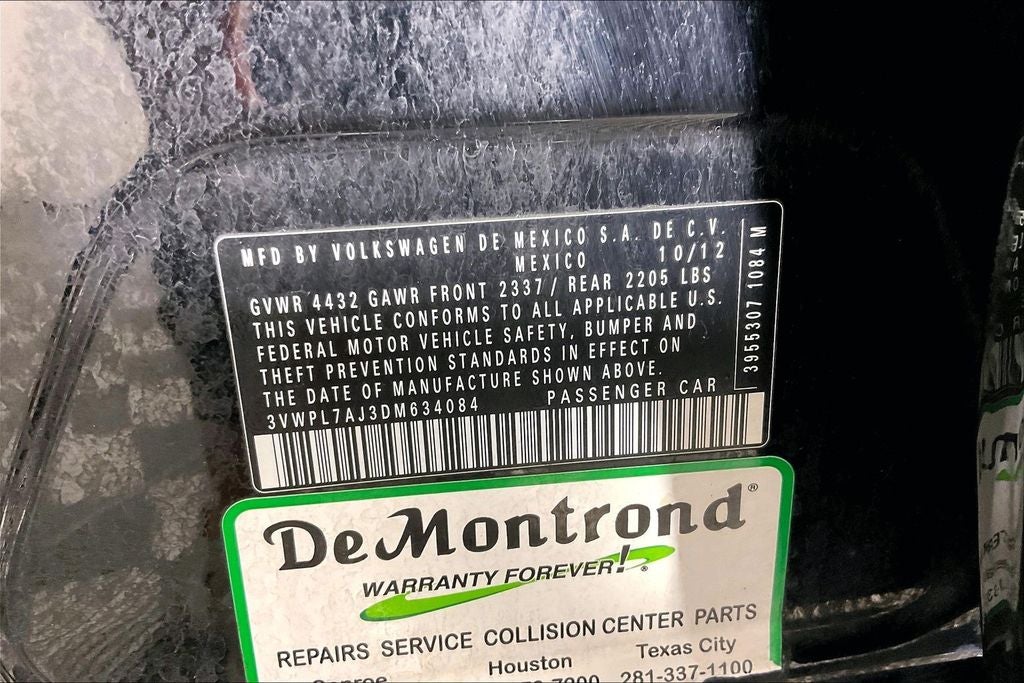 MFD BY VOLKSWAGEN DE MEXICO S.A. DE C.V.
MEXICO 10/12
GVWR 4432 GAWR FRONT 2337/ REAR 2205 LBS
THIS VEHICLE CONFORMS TO ALL APPLICABLE U.S.
FEDERAL MOTOR VEHICLE SAFETY, BUMPER AND
THEFT PREVENTION STANDARDS IN EFFECT ON
THE DATE OF MANUFACTURE SHOWN ABOVE.
3VWPL7AJ3DM634084 PASSENGER CAR
3955307 1084 M
DeMontrond®
WARRANTY FOREVER!®
REPAIRS SERVICE COLLISION CENTER PARTS
Conroe Houston Texas City
281-337-1100